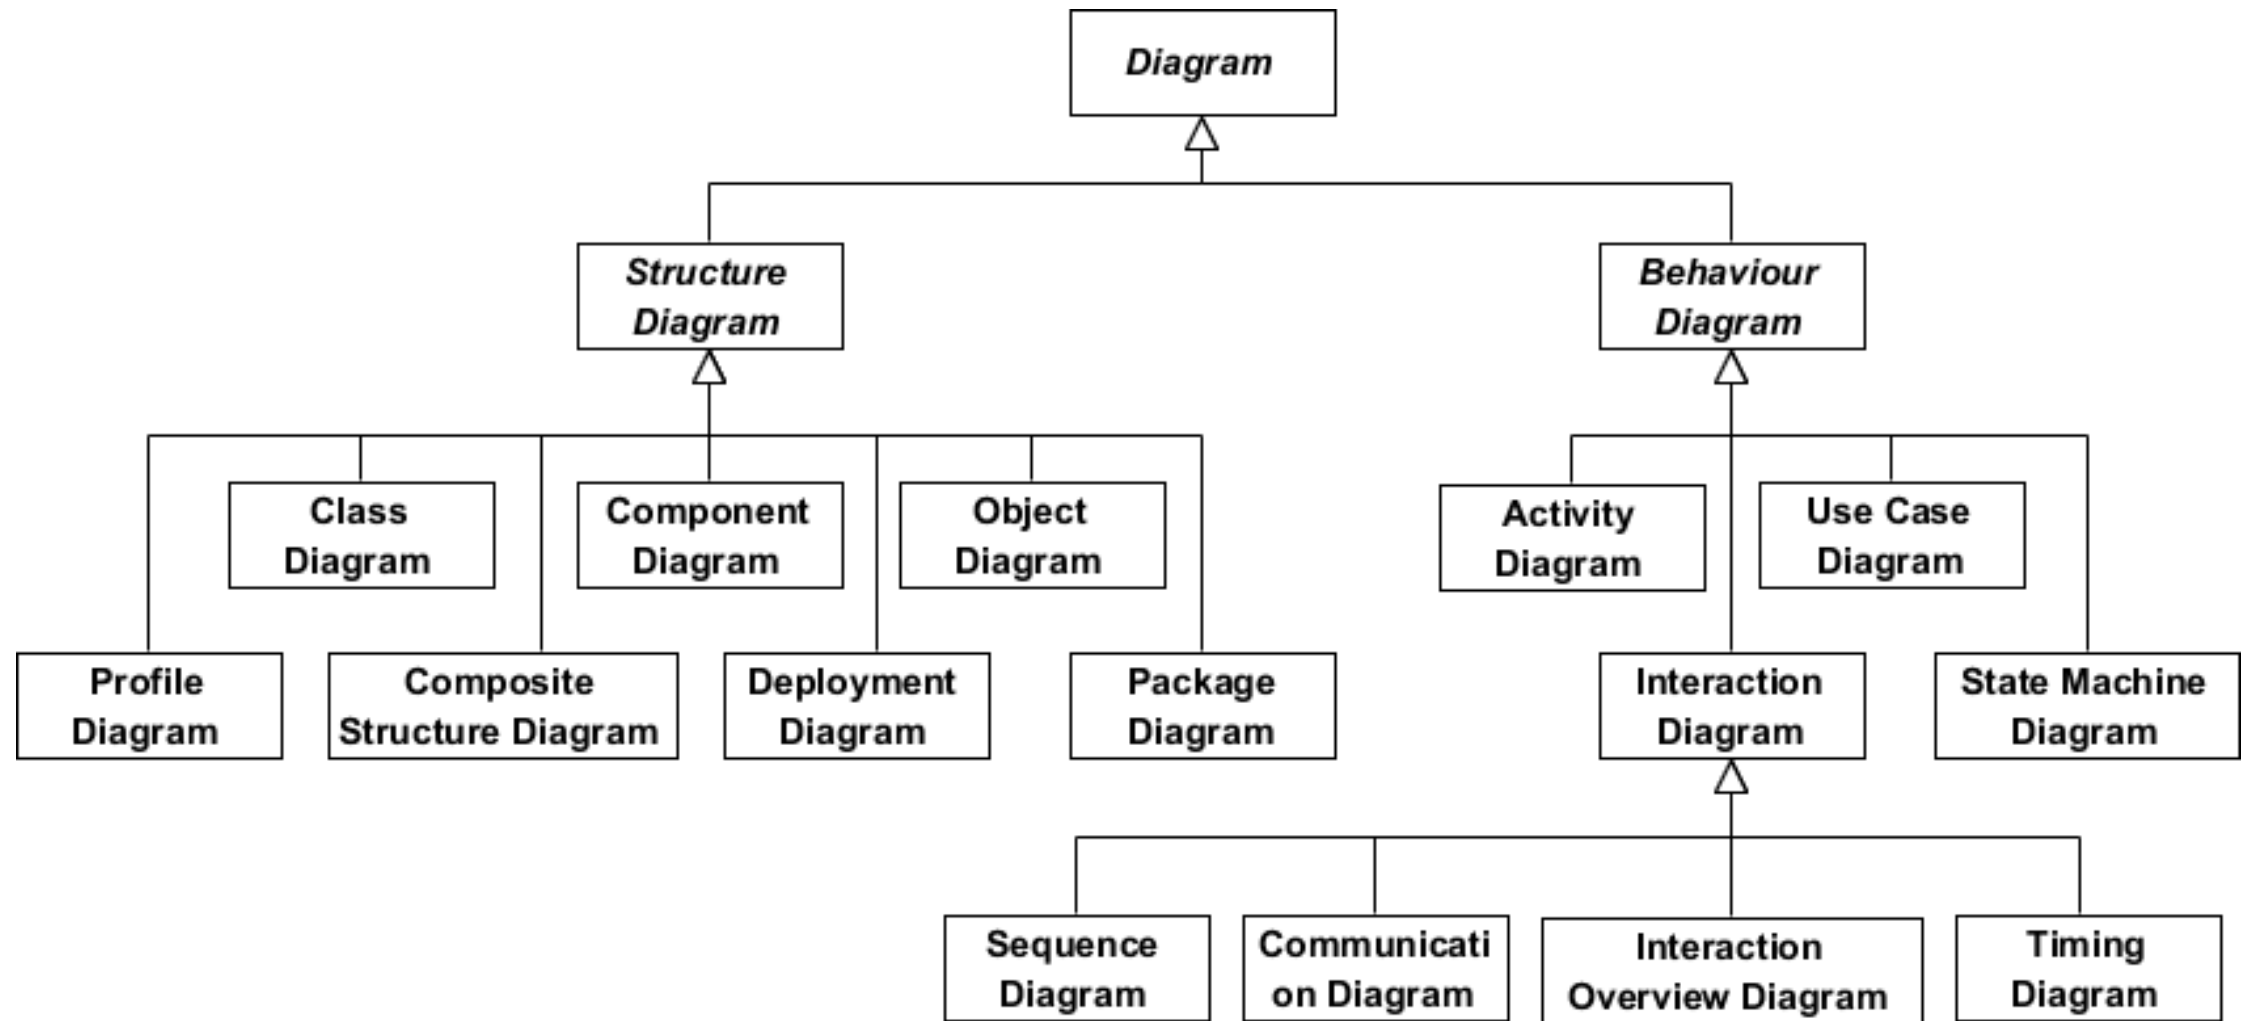 Diagram
Structure
Diagram
Behaviour
Diagram
Class
Diagram
Component
Diagram
Object
Diagram
Activity
Diagram
Use Case
Diagram
Profile
Diagram
Composite
Structure Diagram
Deployment
Diagram
Package
Diagram
Interaction
Diagram
State Machine
Diagram
Sequence
Diagram
Communicati
on Diagram
Interaction
Overview Diagram
Timing
Diagram